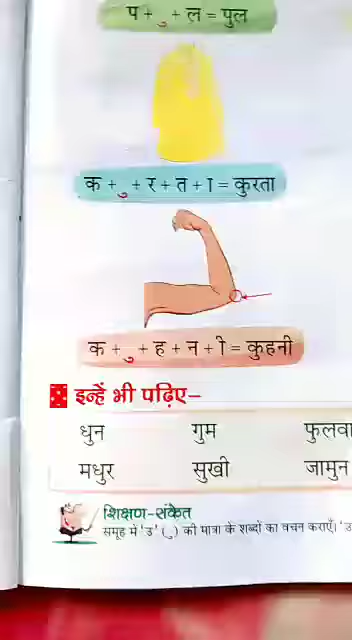 प + ु + ल = पुल
क + ु + र + त + ा = कुरता
क + ु + ह + न + ी = कुहनी
इन्हें भी पढ़िए–
धुन गुम
मधुर सुखी जामुन
शिक्षण-संकेत
समूह में 'उ' (ु) की मात्रा के शब्दों का वचन कराएँ। 'उ